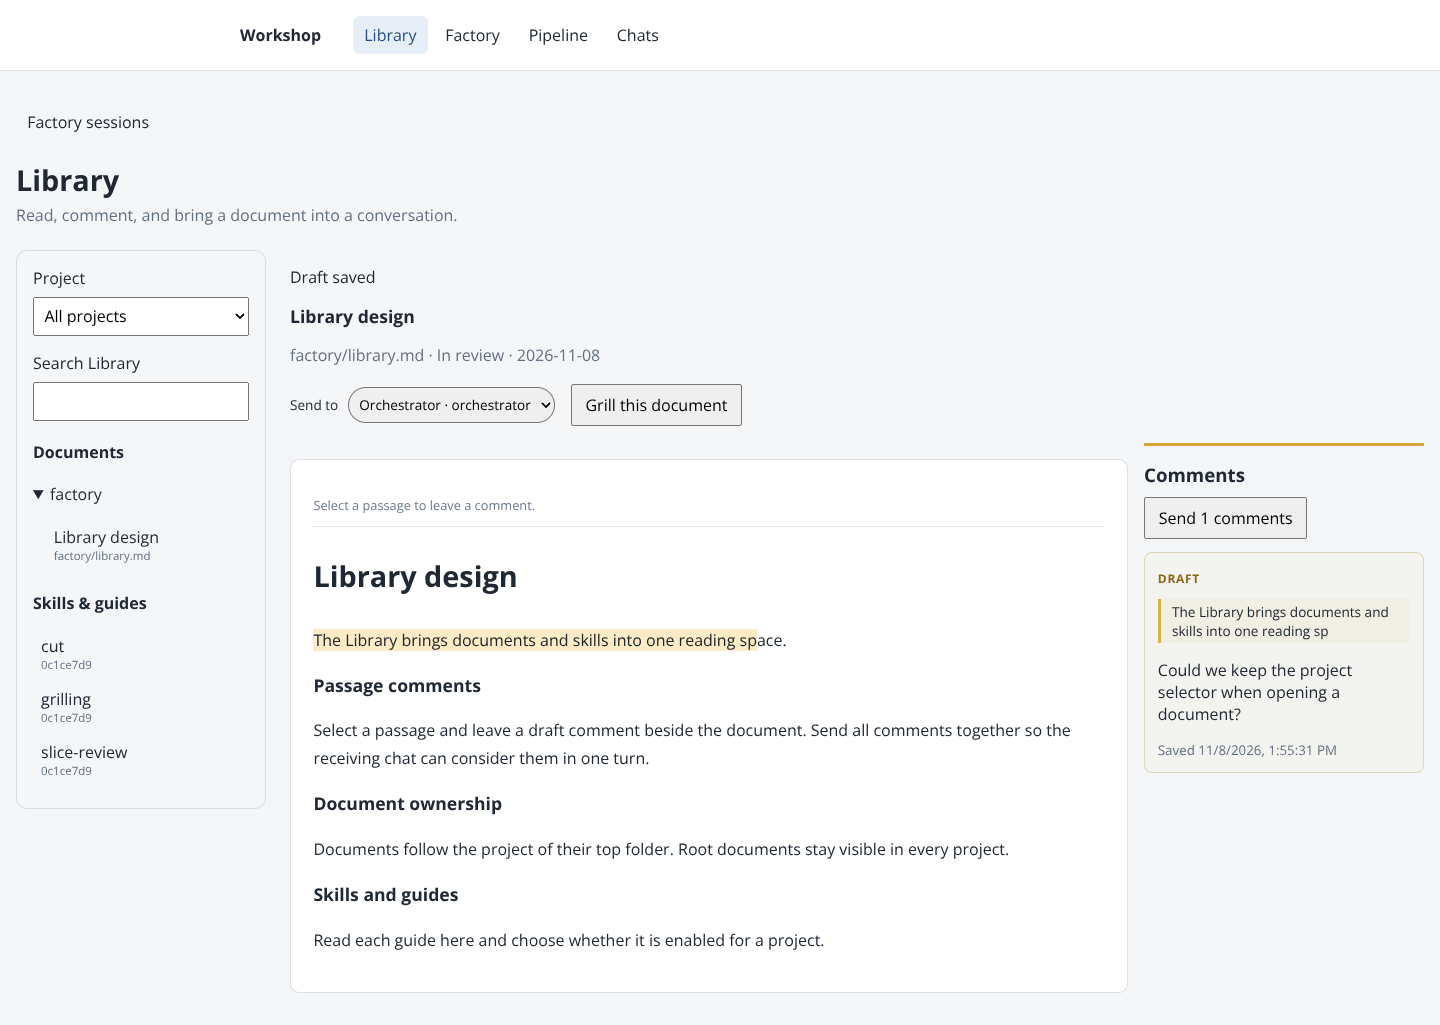 Workshop Library Factory Pipeline Chats
Factory sessions
Library
Read, comment, and bring a document into a conversation.
Project
All projects
Search Library
Documents
▼ factory
Library design
factory/library.md
Skills & guides
cut
0c1ce7d9
grilling
0c1ce7d9
slice-review
0c1ce7d9
Draft saved
Library design
factory/library.md · In review · 2026-11-08
Send to Orchestrator · orchestrator Grill this document
Select a passage to leave a comment.
Library design
The Library brings documents and skills into one reading space.
Passage comments
Select a passage and leave a draft comment beside the document. Send all comments together so the
receiving chat can consider them in one turn.
Document ownership
Documents follow the project of their top folder. Root documents stay visible in every project.
Skills and guides
Read each guide here and choose whether it is enabled for a project.
Comments
Send 1 comments
DRAFT
The Library brings documents and
skills into one reading sp
Could we keep the project
selector when opening a
document?
Saved 11/8/2026, 1:55:31 PM